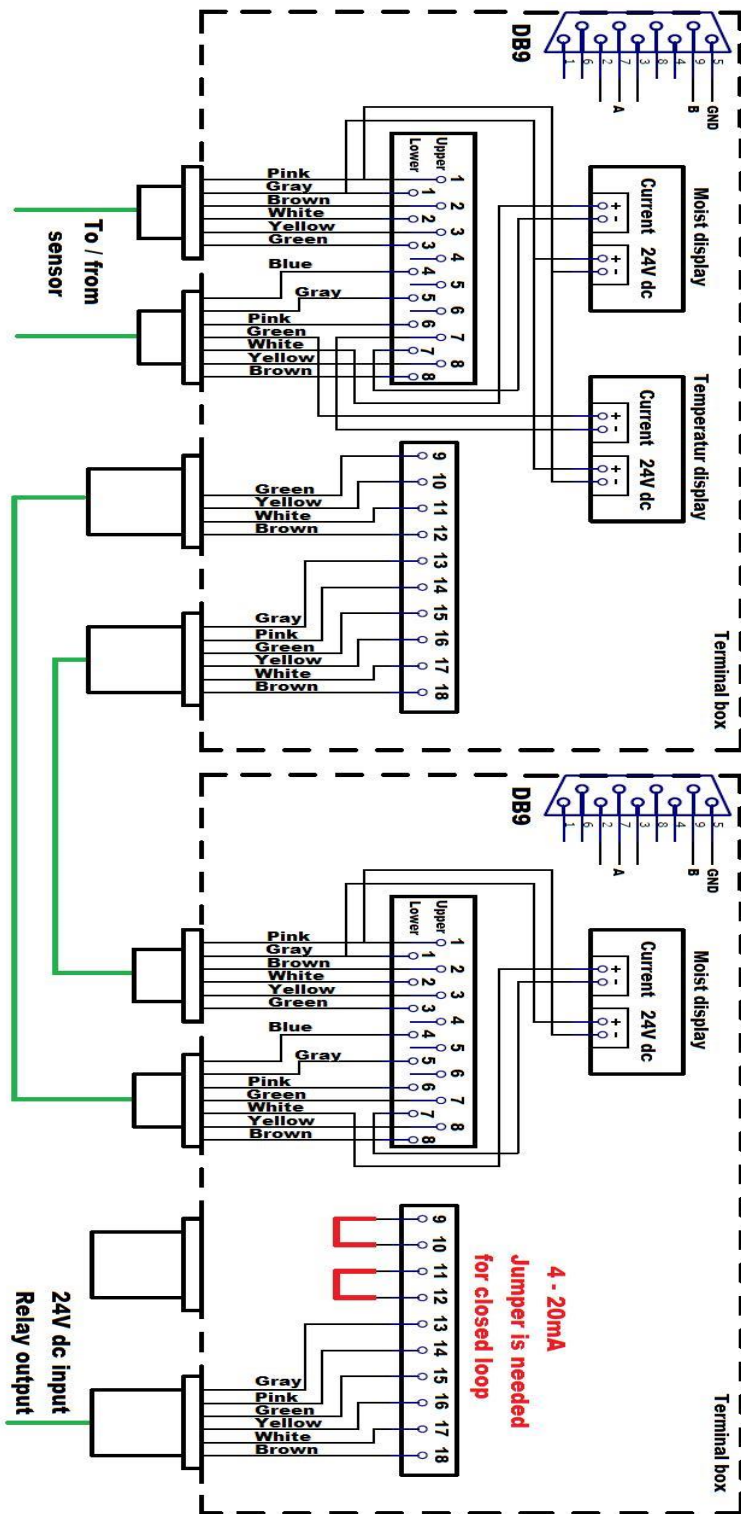 DB9
1 6 2 7 3 8 4 9 5
A B GND
Moist display
Current 24V dc
+ - + -
Temperatur display
Current 24V dc
+ - + -
Terminal box
Upper
Lower
1 2 3 4 5 6 7 8
1 2 3 4 5 6 7 8
Pink
Gray
Brown
White
Yellow
Green
Blue
Gray
Pink
Green
White
Yellow
Brown
To / from
sensor
9 10 11 12 13 14 15 16 17 18
Green
Yellow
White
Brown
Gray
Pink
Green
Yellow
White
Brown
DB9
1 6 2 7 3 8 4 9 5
A B GND
Moist display
Current 24V dc
+ - + -
Terminal box
Upper
Lower
1 2 3 4 5 6 7 8
1 2 3 4 5 6 7 8
Pink
Gray
Brown
White
Yellow
Green
Blue
Gray
Pink
Green
White
Yellow
Brown
4 - 20mA
Jumper is needed
for closed loop
9 10 11 12 13 14 15 16 17 18
Gray
Pink
Green
Yellow
White
Brown
24V dc input
Relay output